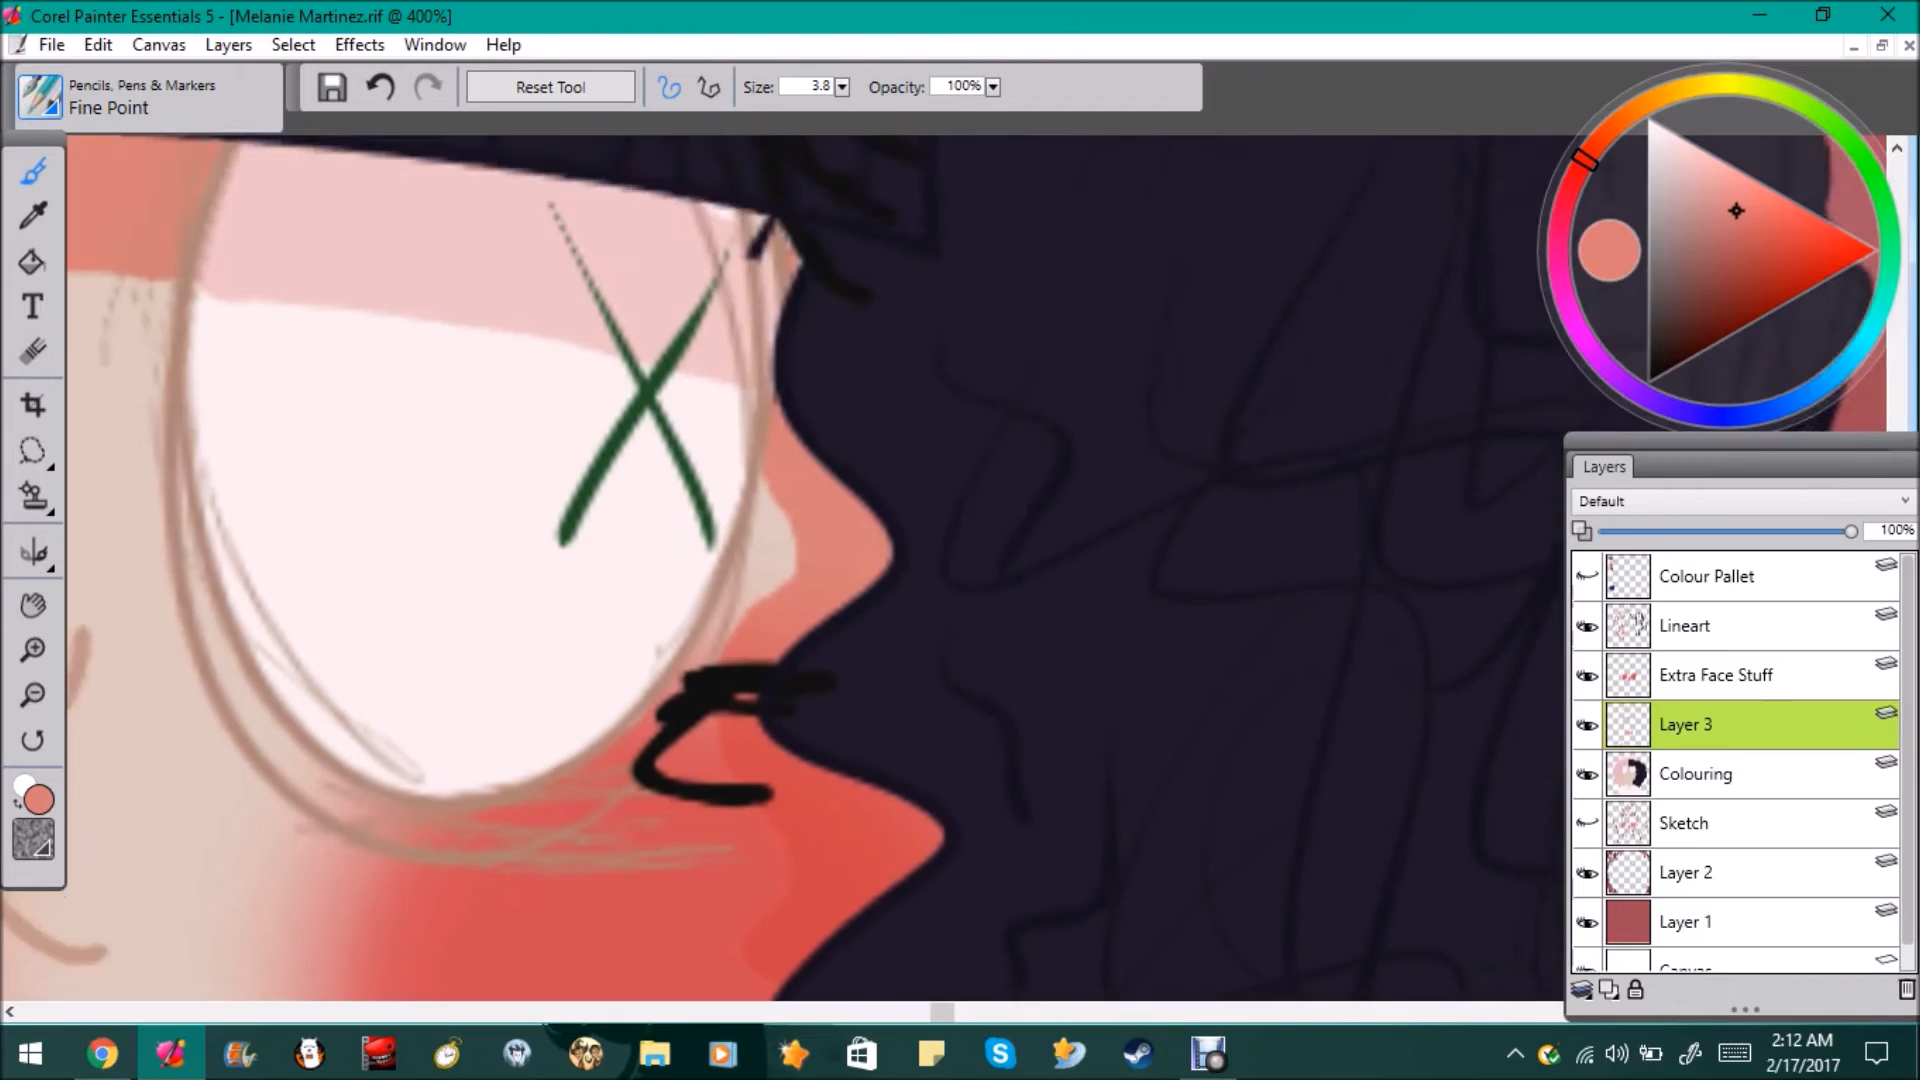 Corel Painter Essentials 5 - [Melanie Martinez.rif @ 400%]
File Edit Canvas Layers Select Effects Window Help
Pencils, Pens & Markers
Fine Point
Reset Tool
Size: 3.8
Opacity: 100%
T
Layers
Default
100%
Colour Pallet
Lineart
Extra Face Stuff
Layer 3
Colouring
Sketch
Layer 2
Layer 1
Canvas
2:12 AM
2/17/2017